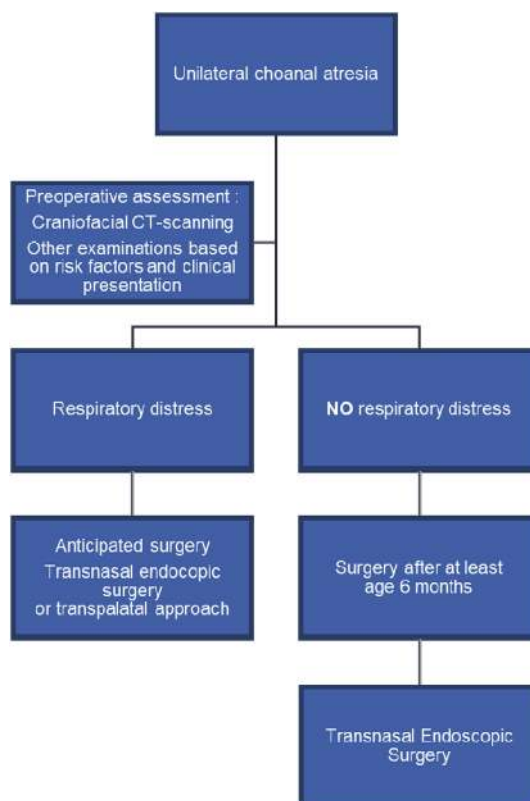 Unilateral choanal atresia
Preoperative assessment :
Craniofacial CT-scanning
Other examinations based
on risk factors and clinical
presentation
Respiratory distress
NO respiratory distress
Anticipated surgery
Transnasal endocopic
surgery
or transpalatal approach
Surgery after at least
age 6 months
Transnasal Endoscopic
Surgery